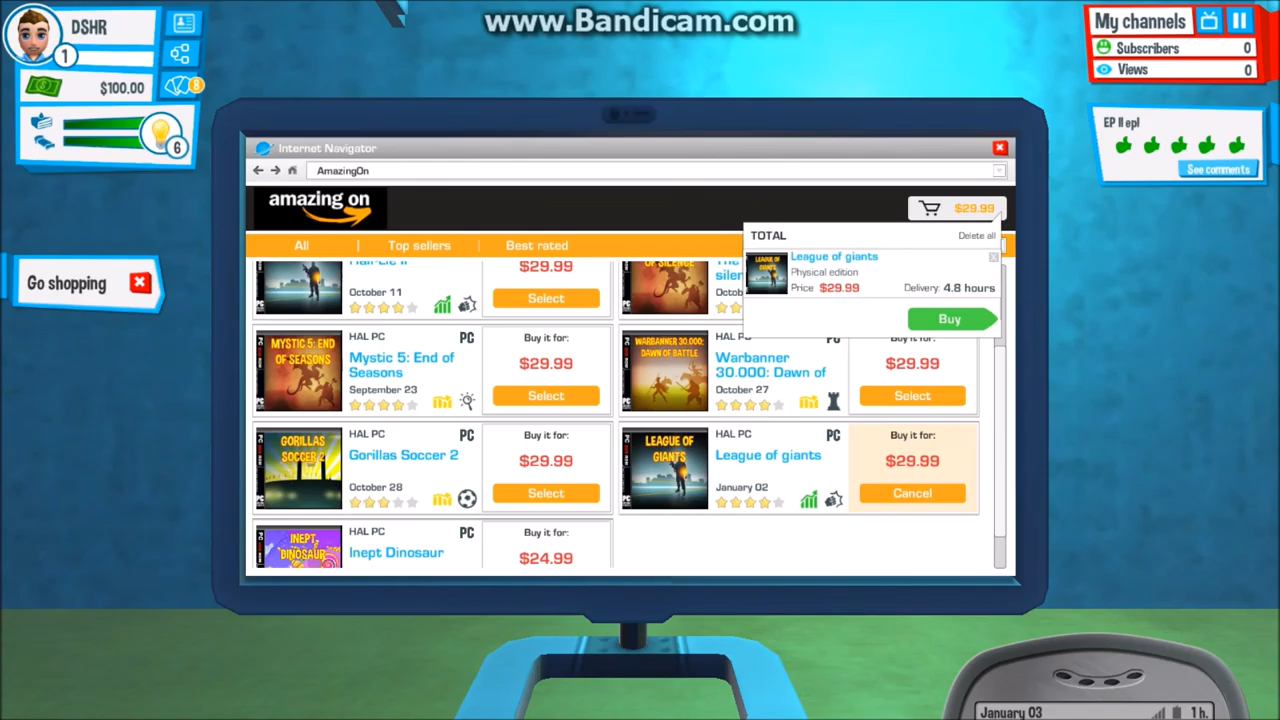 www.Bandicam.com
DSHR
1
$100.00
8
6
My channels
Subscribers 0
Views 0
EP II epl
See comments
Go shopping
Internet Navigator
AmazingOn
amazing on
$29.99
All | Top sellers | Best rated
TOTAL Delete all
League of giants
Physical edition
Price $29.99 Delivery: 4.8 hours
Buy
$29.99
October 11
Select
OF SILENCE
The
silen
HAL PC PC
MYSTIC 5: END OF SEASONS
Mystic 5: End of
Seasons
September 23
Buy it for:
$29.99
Select
HAL PC PC
WARBANNER 30.000: DAWN OF BATTLE
Warbanner
30.000: Dawn of
October 27
Buy it for:
$29.99
Select
HAL PC PC
GORILLAS SOCCER 2
Gorillas Soccer 2
October 28
Buy it for:
$29.99
Select
HAL PC PC
LEAGUE OF GIANTS
League of giants
January 02
Buy it for:
$29.99
Cancel
HAL PC PC
INEPT DINOSAUR
Inept Dinosaur
Buy it for:
$24.99
January 03 1 h.